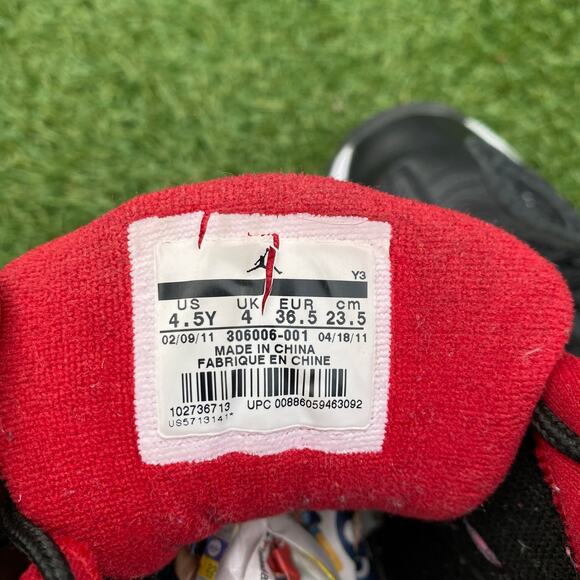 Y3
US UK EUR cm
4.5Y 4 36.5 23.5
02/09/11 306006-001 04/18/11
MADE IN CHINA
FABRIQUE EN CHINE
102736713 UPC 00886059463092
US5713141*